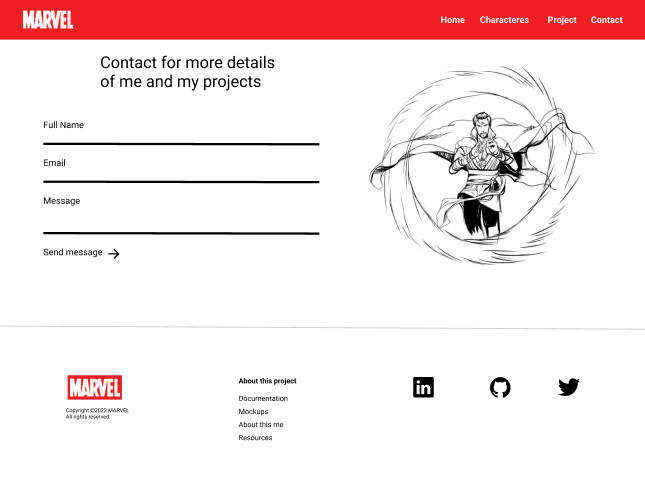 MARVEL
Home Characteres Project Contact
Contact for more details
of me and my projects
Full Name
Email
Message
Send message
MARVEL
Copyright ©2022 MARVEL
All rights reserved.
About this project
Documentation
Mockups
About this me
Resources
in